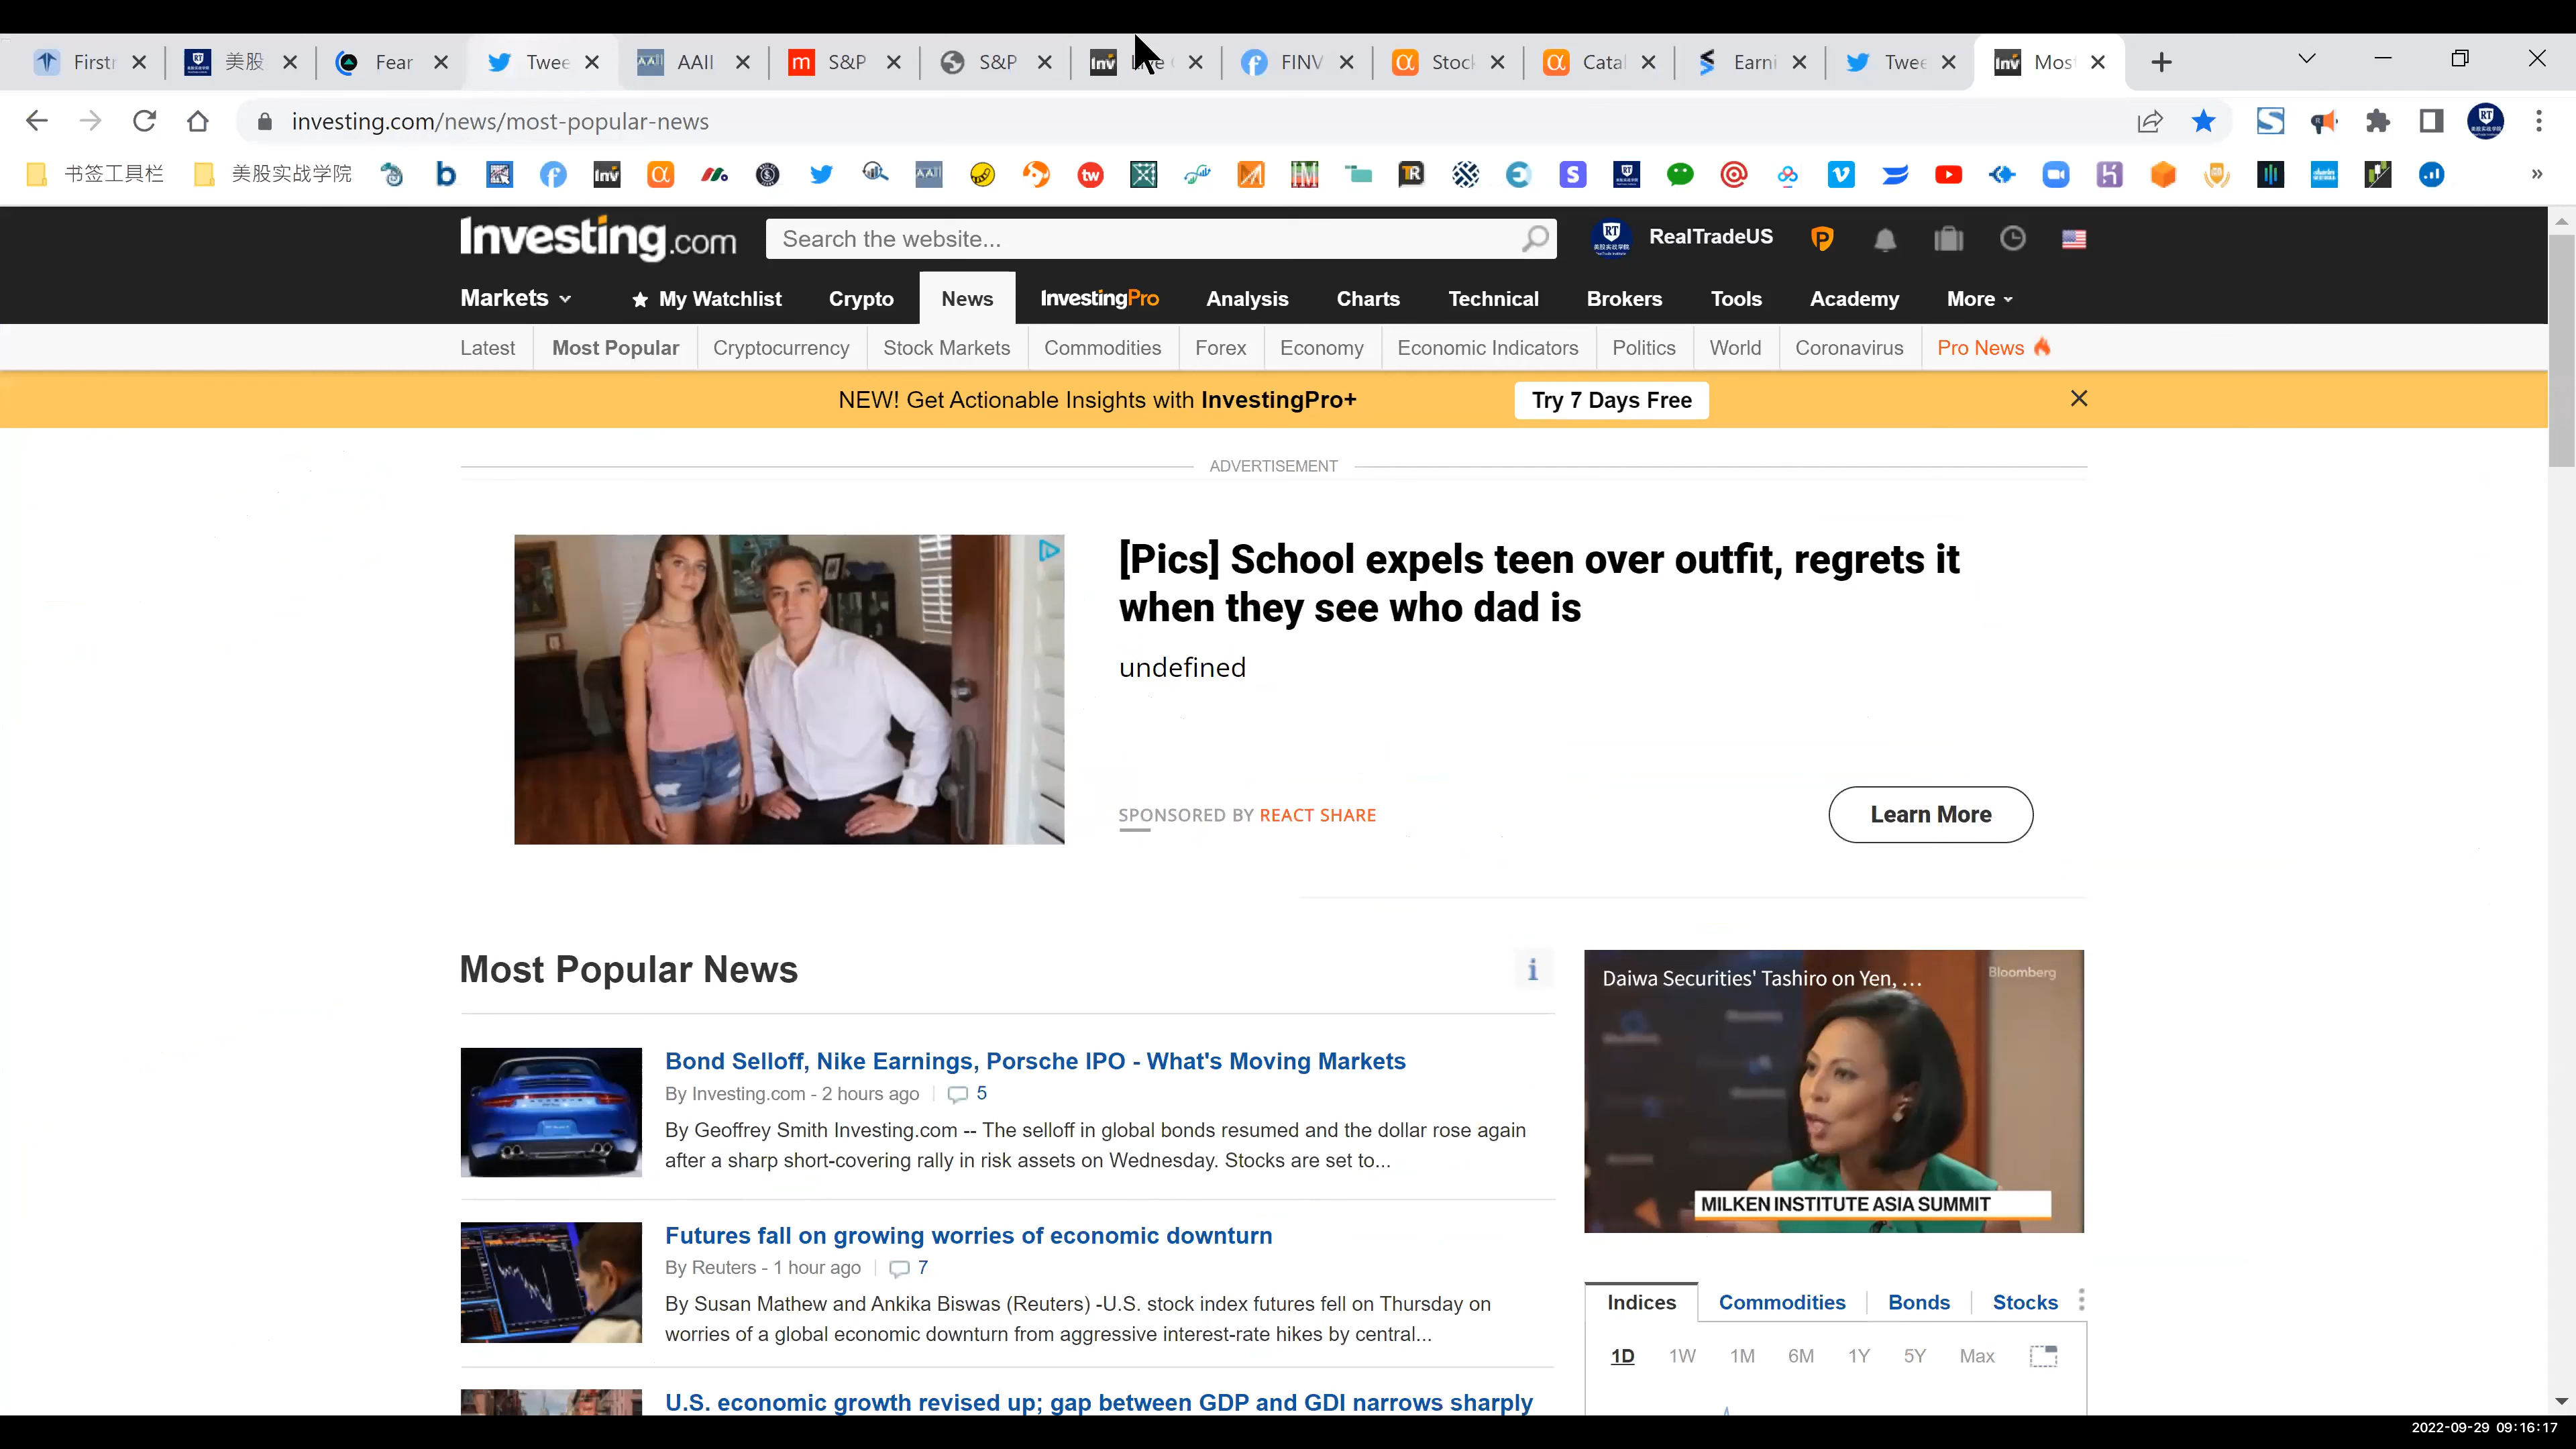 Firstr
美股
Fear
Twee
AAII
S&P
S&P
FINV
Stoc
Catal
Earni
Twee
Mos
investing.com/news/most-popular-news
书签工具栏
美股实战学院
Investing.com
Search the website...
RealTradeUS
Markets
My Watchlist
Crypto
News
InvestingPro
Analysis
Charts
Technical
Brokers
Tools
Academy
More
Latest
Most Popular
Cryptocurrency
Stock Markets
Commodities
Forex
Economy
Economic Indicators
Politics
World
Coronavirus
Pro News
NEW! Get Actionable Insights with InvestingPro+
Try 7 Days Free
ADVERTISEMENT
[Pics] School expels teen over outfit, regrets it
when they see who dad is
undefined
SPONSORED BY REACT SHARE
Learn More
Most Popular News
Bond Selloff, Nike Earnings, Porsche IPO - What's Moving Markets
By Investing.com - 2 hours ago
5
By Geoffrey Smith Investing.com -- The selloff in global bonds resumed and the dollar rose again
after a sharp short-covering rally in risk assets on Wednesday. Stocks are set to...
Futures fall on growing worries of economic downturn
By Reuters - 1 hour ago
7
By Susan Mathew and Ankika Biswas (Reuters) -U.S. stock index futures fell on Thursday on
worries of a global economic downturn from aggressive interest-rate hikes by central...
U.S. economic growth revised up; gap between GDP and GDI narrows sharply
Daiwa Securities' Tashiro on Yen, ...
Bloomberg
MILKEN INSTITUTE ASIA SUMMIT
Indices
Commodities
Bonds
Stocks
1D
1W
1M
6M
1Y
5Y
Max
2022-09-29 09:16:17